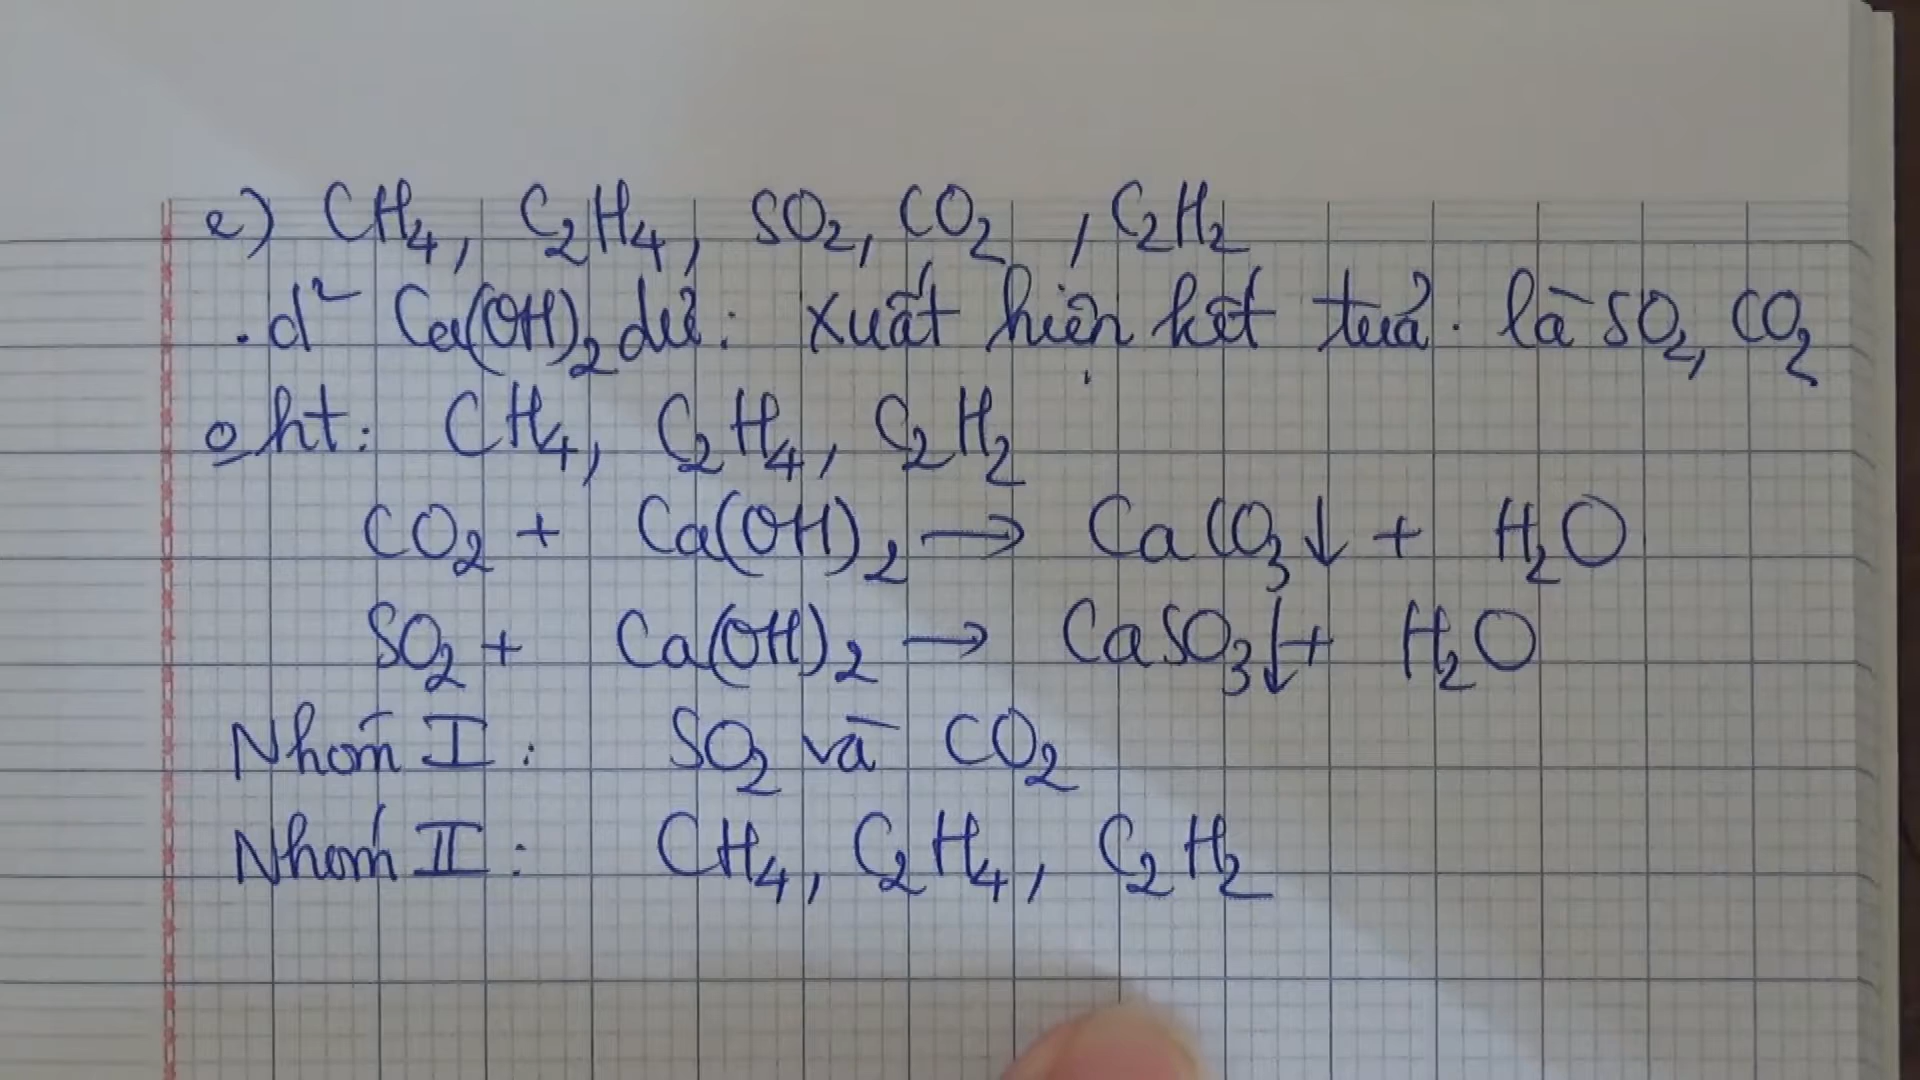 e) CH₄, C₂H₄, SO₂, CO₂, C₂H₂
. d² Ca(OH)₂ dư: xuất hiện kết tuả. là SO₂, CO₂
o ht: CH₄, C₂H₄, C₂H₂
CO₂ + Ca(OH)₂ → CaCO₃↓ + H₂O
SO₂ + Ca(OH)₂ → CaSO₃↓ + H₂O
Nhóm I: SO₂ và CO₂
Nhóm II: CH₄, C₂H₄, C₂H₂